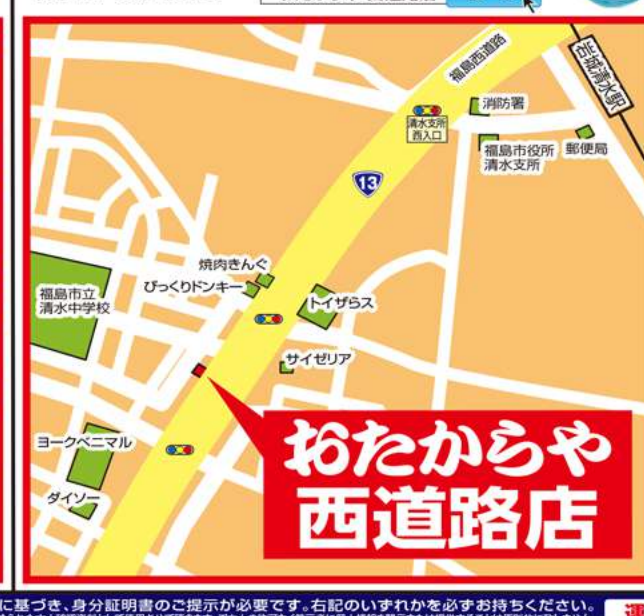 福島西道路
岩城清水駅
消防署
清水支所
西入口
福島市役所
清水支所
郵便局
13
焼肉きんぐ
びっくりドンキー
福島市立
清水中学校
トイザらス
サイゼリア
ヨークベニマル
ダイソー
おたからや
西道路店
に基づき、身分証明書のご提示が必要です。右記のいずれかを必ずお持ちください。